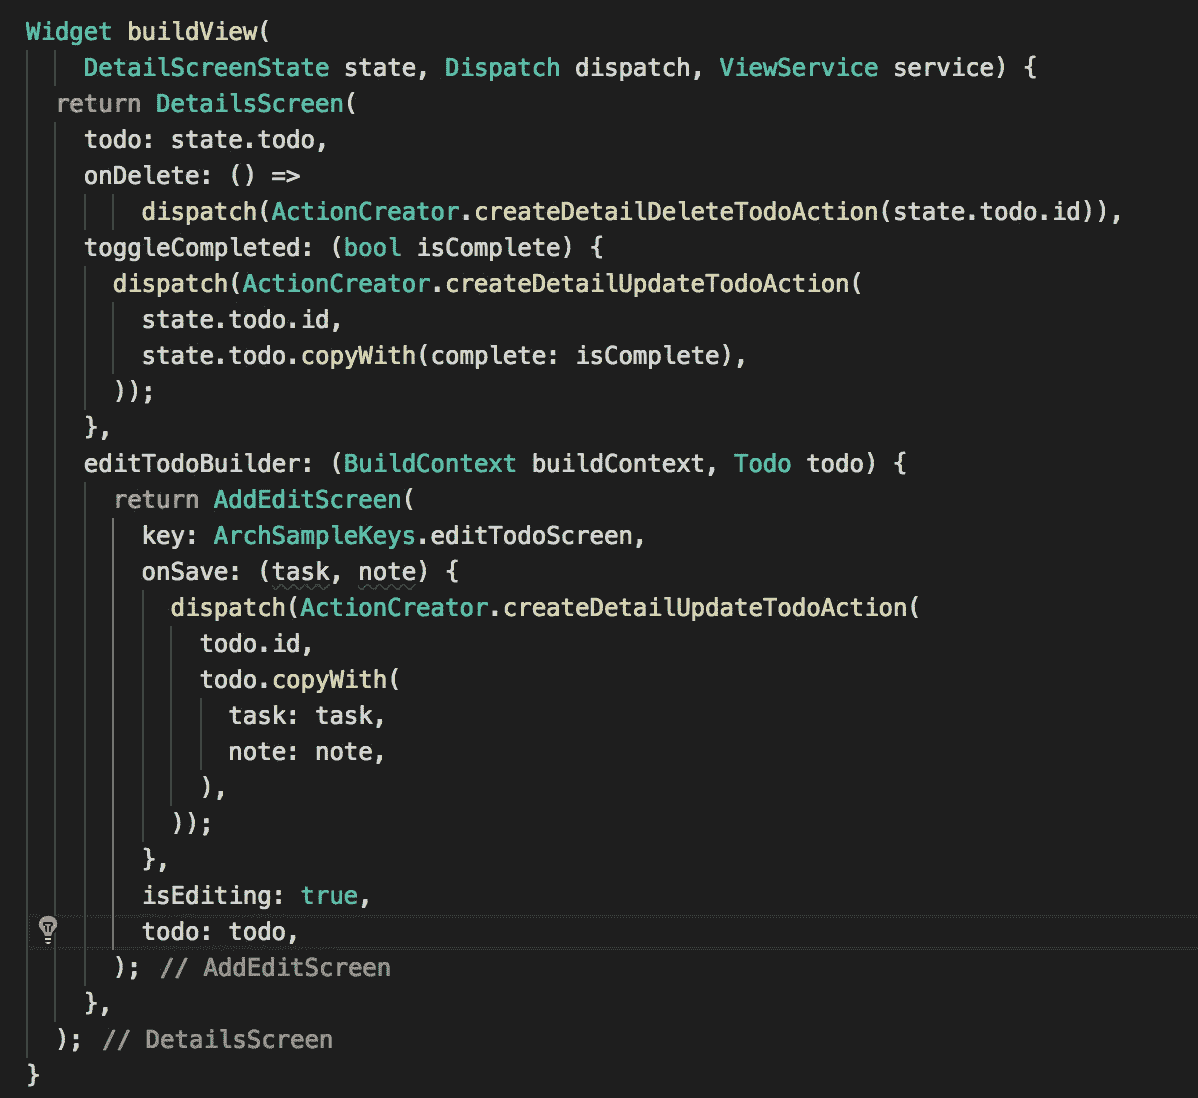 Widget buildView(
    DetailScreenState state, Dispatch dispatch, ViewService service) {
  return DetailsScreen(
    todo: state.todo,
    onDelete: () =>
        dispatch(ActionCreator.createDetailDeleteTodoAction(state.todo.id)),
    toggleCompleted: (bool isComplete) {
      dispatch(ActionCreator.createDetailUpdateTodoAction(
        state.todo.id,
        state.todo.copyWith(complete: isComplete),
      ));
    },
    editTodoBuilder: (BuildContext buildContext, Todo todo) {
      return AddEditScreen(
        key: ArchSampleKeys.editTodoScreen,
        onSave: (task, note) {
          dispatch(ActionCreator.createDetailUpdateTodoAction(
            todo.id,
            todo.copyWith(
              task: task,
              note: note,
            ),
          ));
        },
        isEditing: true,
        todo: todo,
      ); // AddEditScreen
    },
  ); // DetailsScreen
}